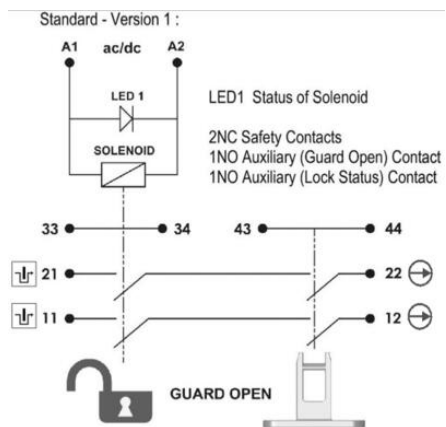 Standard - Version 1 :
A1 ac/dc A2
LED 1
LED1 Status of Solenoid
SOLENOID
2NC Safety Contacts
1NO Auxiliary (Guard Open) Contact
1NO Auxiliary (Lock Status) Contact
33 34 43 44
21 22
11 12
GUARD OPEN